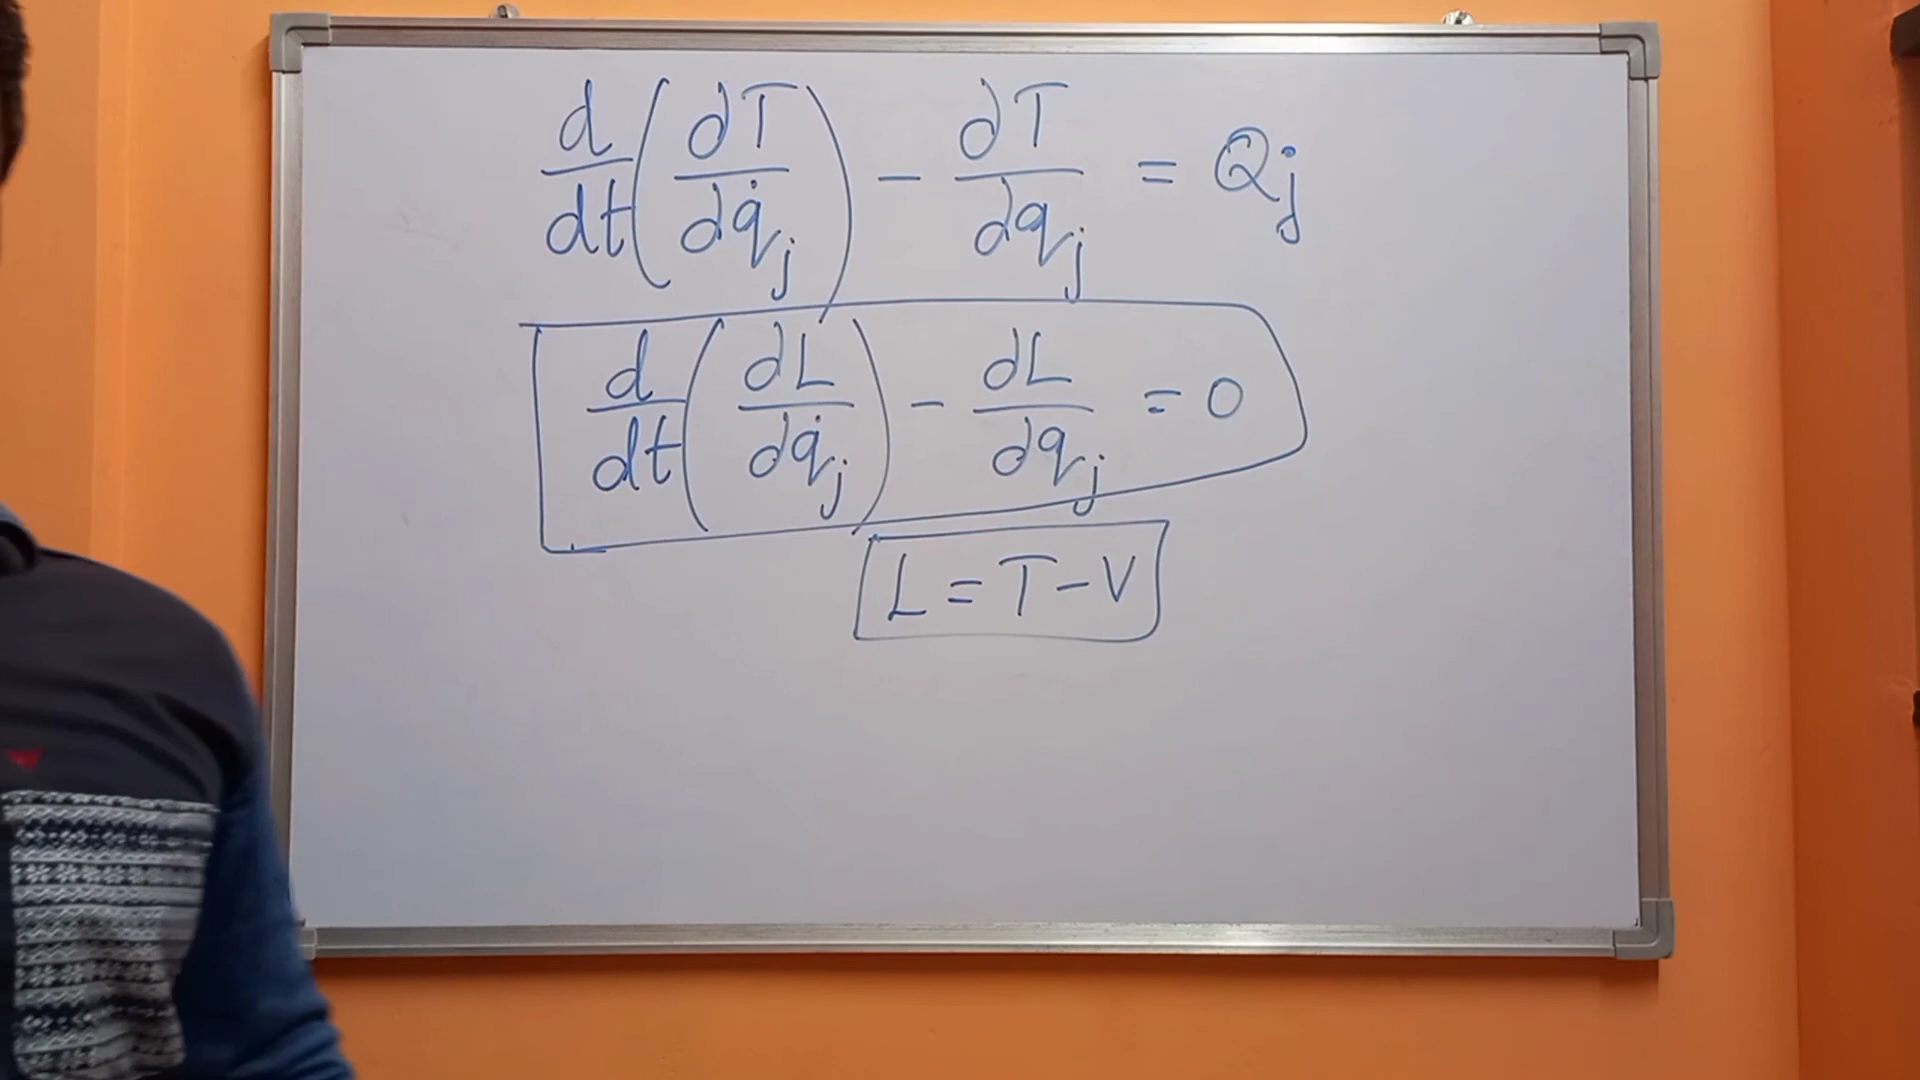 d/dt (∂T/∂q̇j) − ∂T/∂qj = Qj
d/dt (∂L/∂q̇j) − ∂L/∂qj = 0
L = T − V